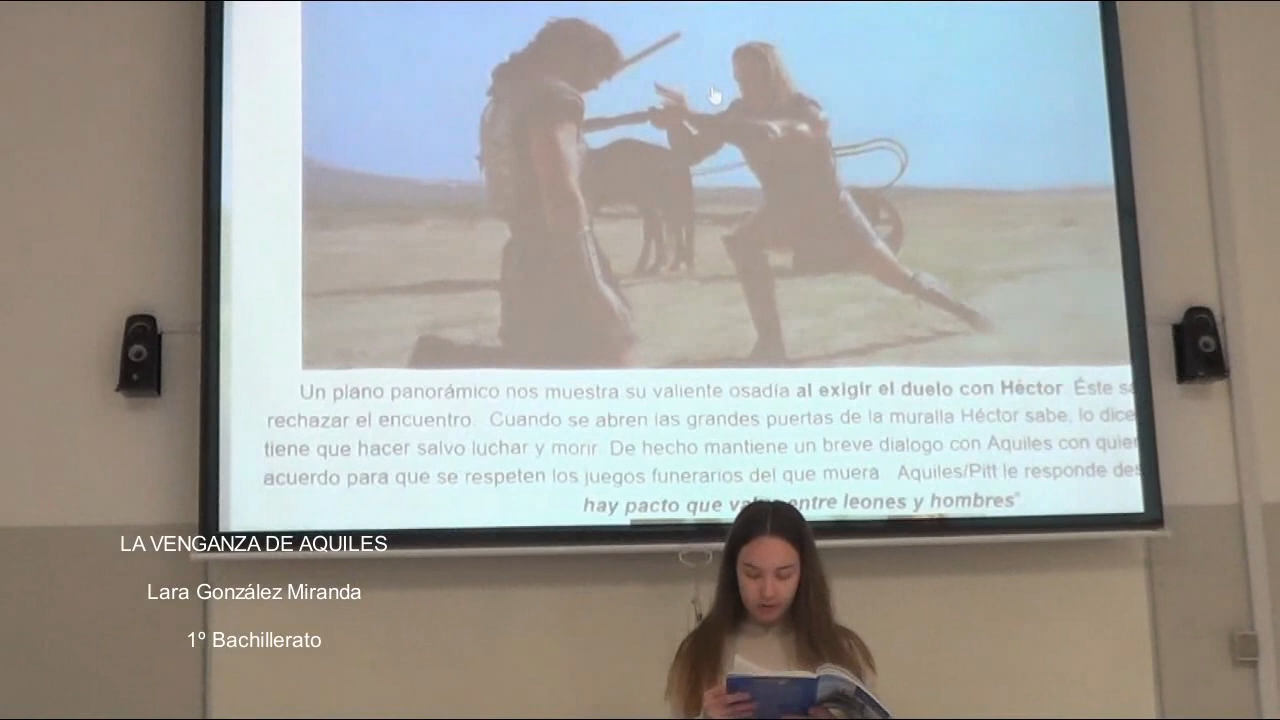 Un plano panorámico nos muestra su valiente osadía al exigir el duelo con Héctor. Éste
rechazar el encuentro. Cuando se abren las grandes puertas de la muralla Héctor sabe, lo dice
tiene que hacer salvo luchar y morir. De hecho mantiene un breve dialogo con Aquiles con
acuerdo para que se respeten los juegos funerarios del que muera. Aquiles/Pitt le responde
hay pacto que entre leones y hombres"
LA VENGANZA DE AQUILES
Lara González Miranda
1º Bachillerato